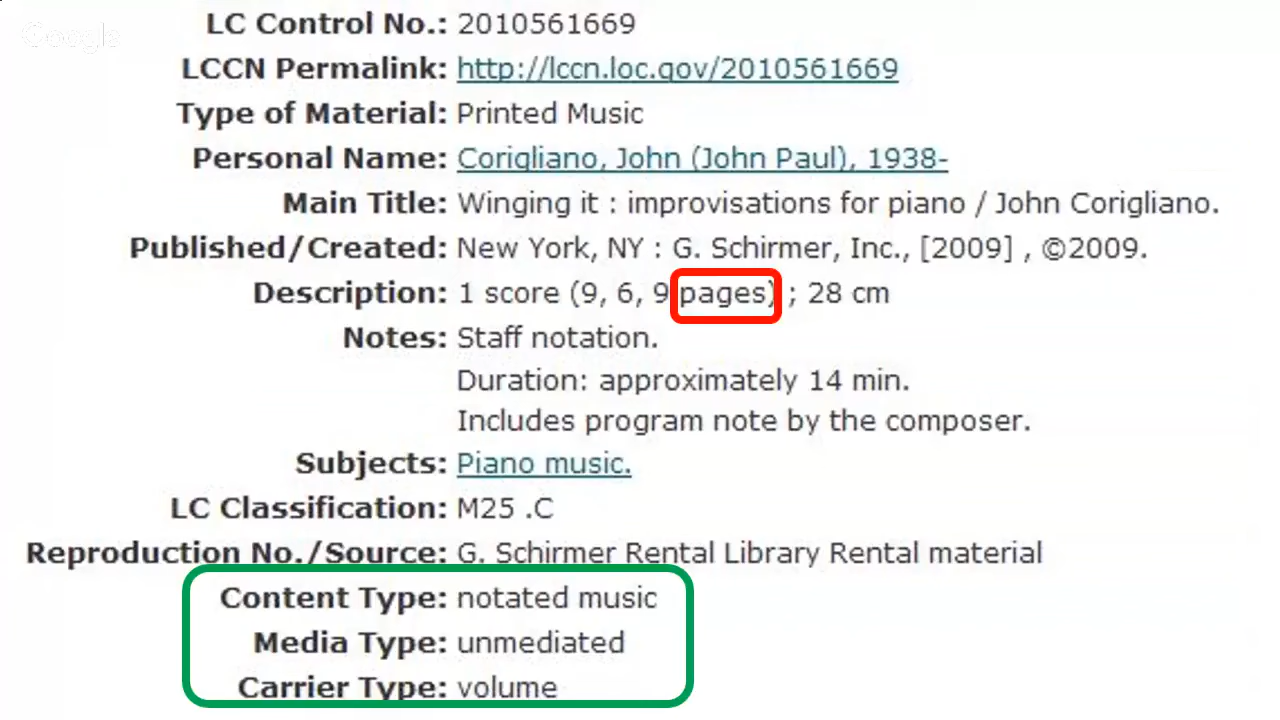 Google
LC Control No.: 2010561669
LCCN Permalink: http://lccn.loc.gov/2010561669
Type of Material: Printed Music
Personal Name: Corigliano, John (John Paul), 1938-
Main Title: Winging it : improvisations for piano / John Corigliano.
Published/Created: New York, NY : G. Schirmer, Inc., [2009] , ©2009.
Description: 1 score (9, 6, 9 pages) ; 28 cm
Notes: Staff notation.
Duration: approximately 14 min.
Includes program note by the composer.
Subjects: Piano music.
LC Classification: M25 .C
Reproduction No./Source: G. Schirmer Rental Library Rental material
Content Type: notated music
Media Type: unmediated
Carrier Type: volume